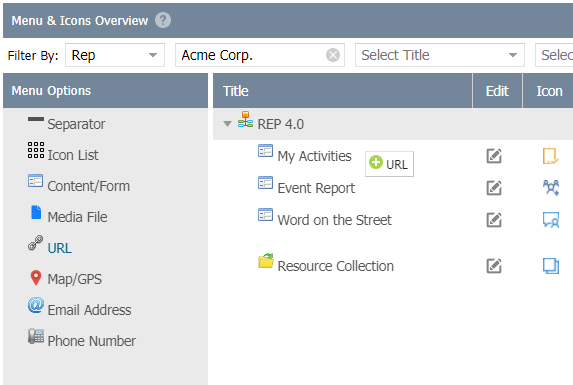 Menu & Icons Overview ?
Filter By: Rep Acme Corp. Select Title Selec
Menu Options Title Edit Icon
REP 4.0
Separator
Icon List My Activities URL
Content/Form Event Report
Media File Word on the Street
URL
Map/GPS Resource Collection
Email Address
Phone Number